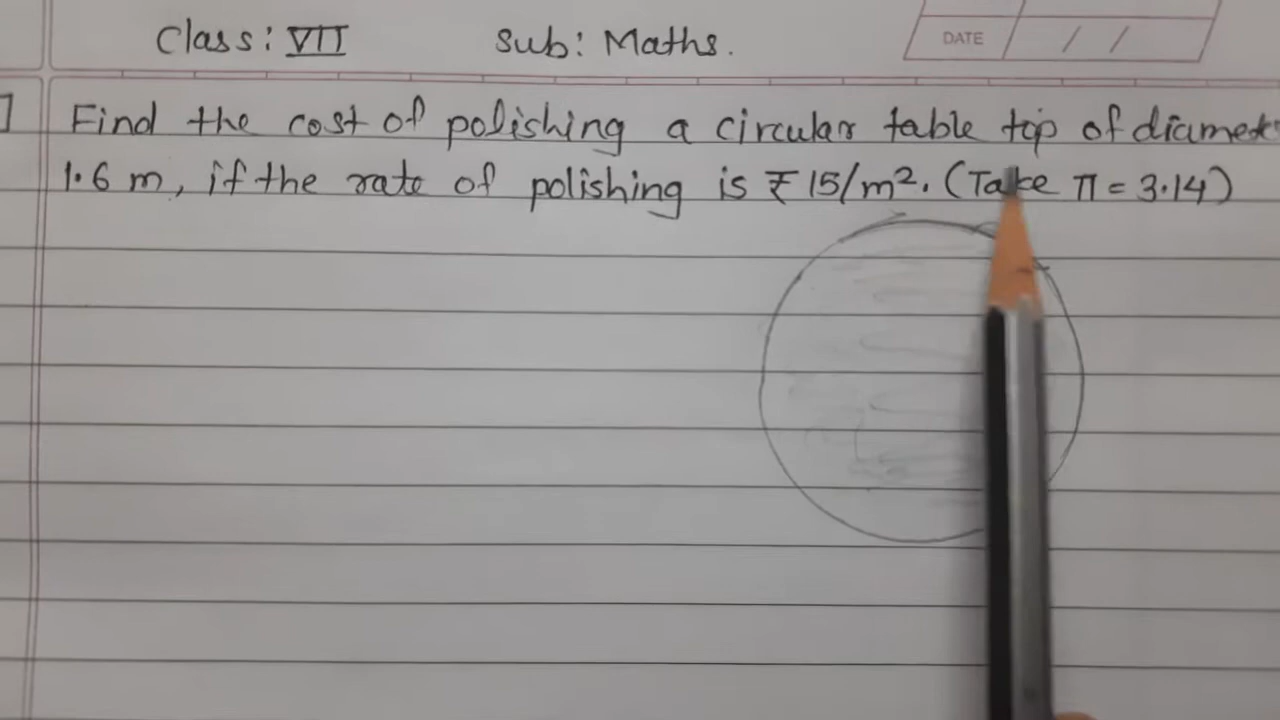 Class: VII Sub: Maths.
DATE / /
Find the cost of polishing a circular table top of diamet
1.6 m, if the rate of polishing is ₹ 15/m². (Take π = 3.14)